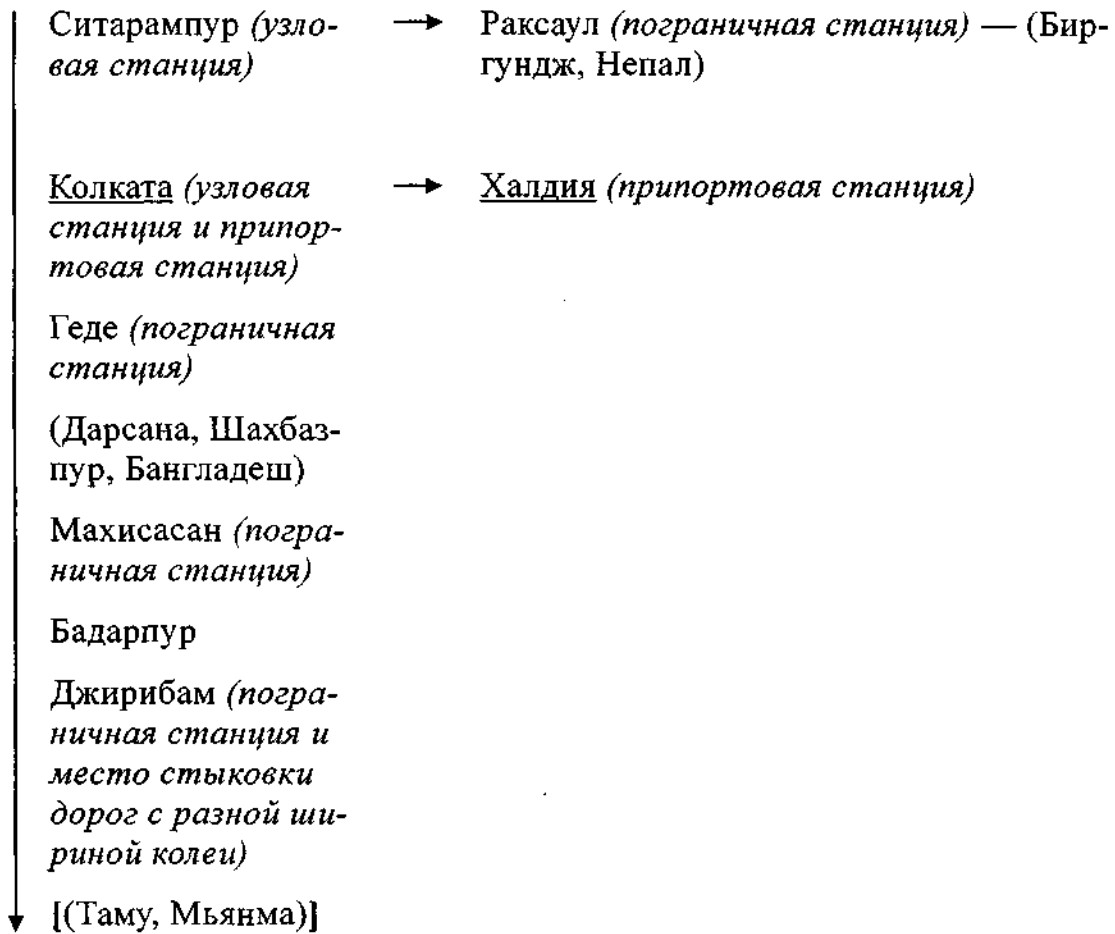 Ситарампур (узло- → Раксаул (пограничная станция) — (Бир-
вая станция) гундж, Непал)
Колката (узловая → Халдия (припортовая станция)
станция и припор-
товая станция)
Геде (пограничная
станция)
(Дарсана, Шахбаз-
пур, Бангладеш)
Махисасан (погра-
ничная станция)
Бадарпур
Джирибам (погра-
ничная станция и
место стыковки
дорог с разной ши-
риной колеи)
[(Таму, Мьянма)]